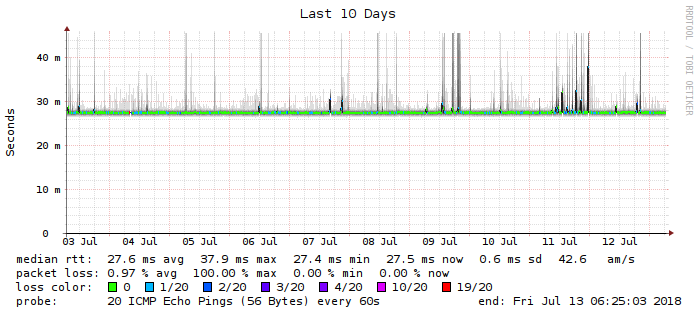 Last 10 Days
RRDTOOL / TOBI OETIKER
Seconds
40 m
30 m
20 m
10 m
0
03 Jul 04 Jul 05 Jul 06 Jul 07 Jul 08 Jul 09 Jul 10 Jul 11 Jul 12 Jul
median rtt: 27.6 ms avg 37.9 ms max 27.4 ms min 27.5 ms now 0.6 ms sd 42.6 am/s
packet loss: 0.97 % avg 100.00 % max 0.00 % min 0.00 % now
loss color: 0 1/20 2/20 3/20 4/20 10/20 19/20
probe: 20 ICMP Echo Pings (56 Bytes) every 60s end: Fri Jul 13 06:25:03 2018